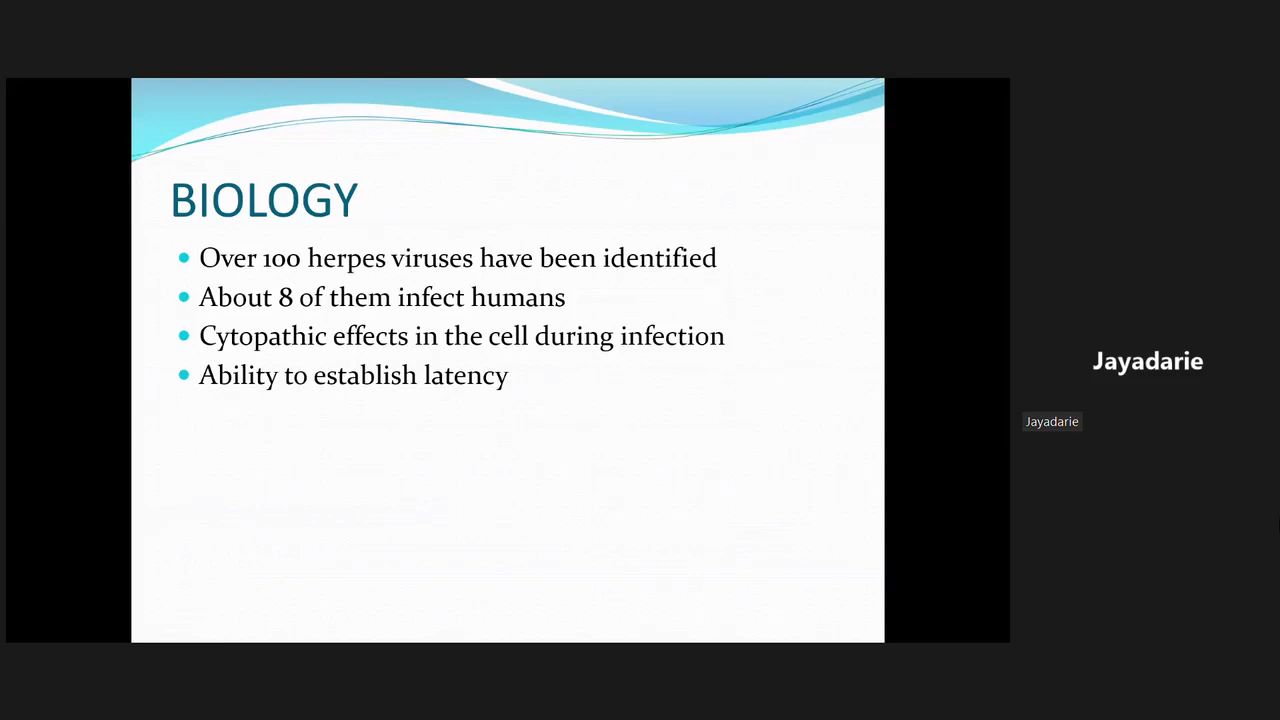 BIOLOGY
Over 100 herpes viruses have been identified
About 8 of them infect humans
Cytopathic effects in the cell during infection
Ability to establish latency
Jayadarie
Jayadarie